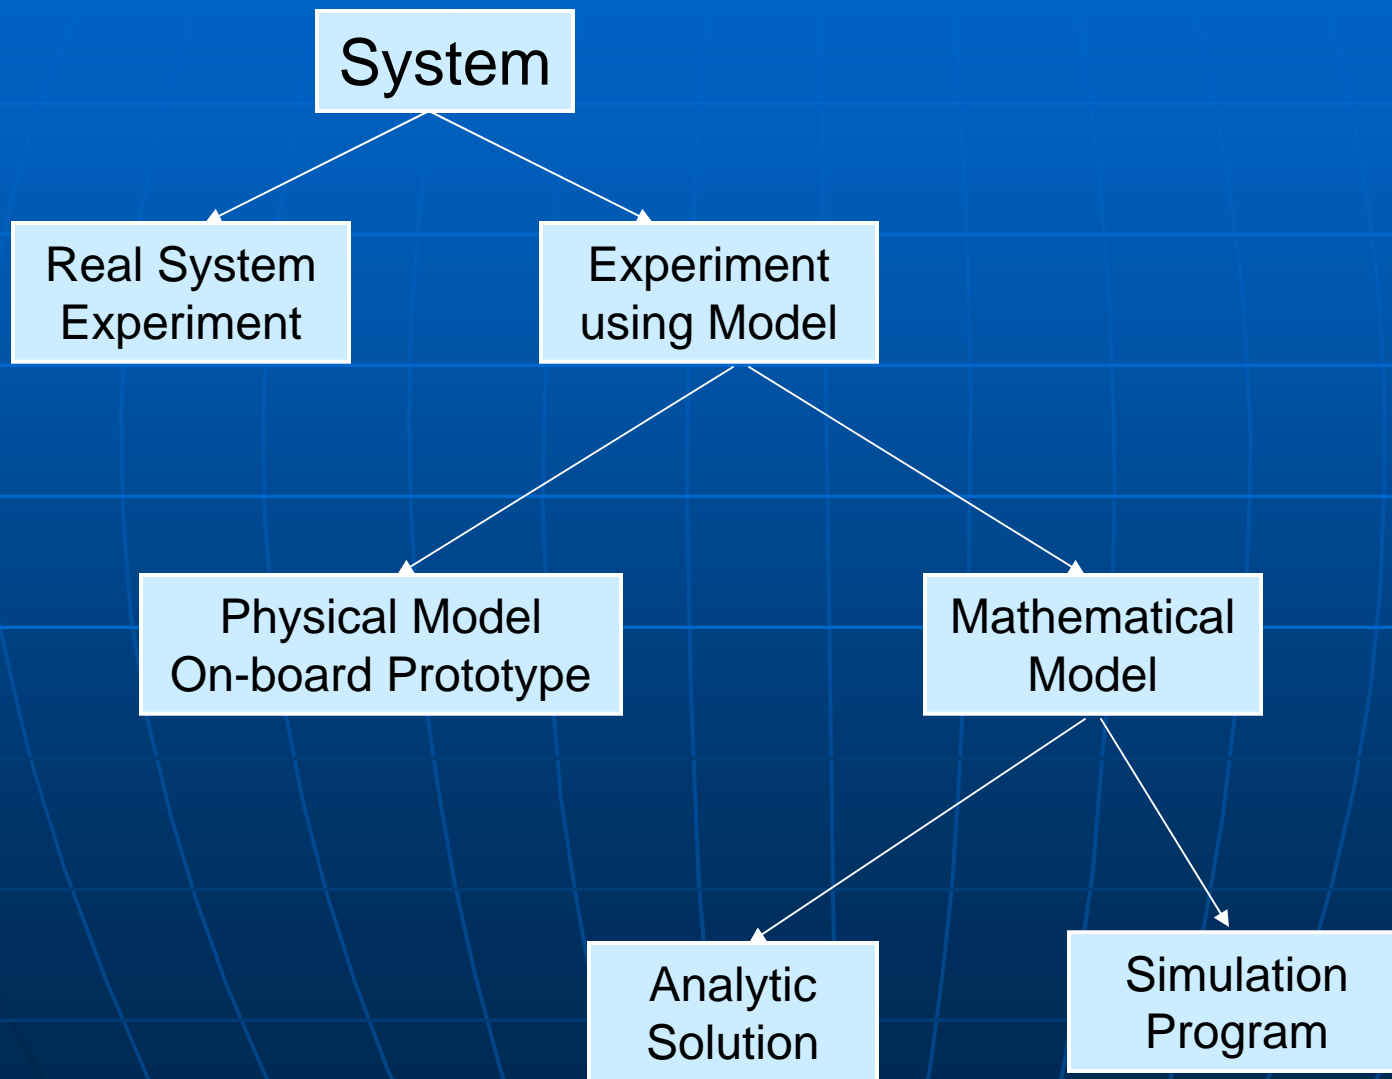 System
Real System
Experiment
Experiment
using Model
Physical Model
On-board Prototype
Mathematical
Model
Analytic
Solution
Simulation
Program